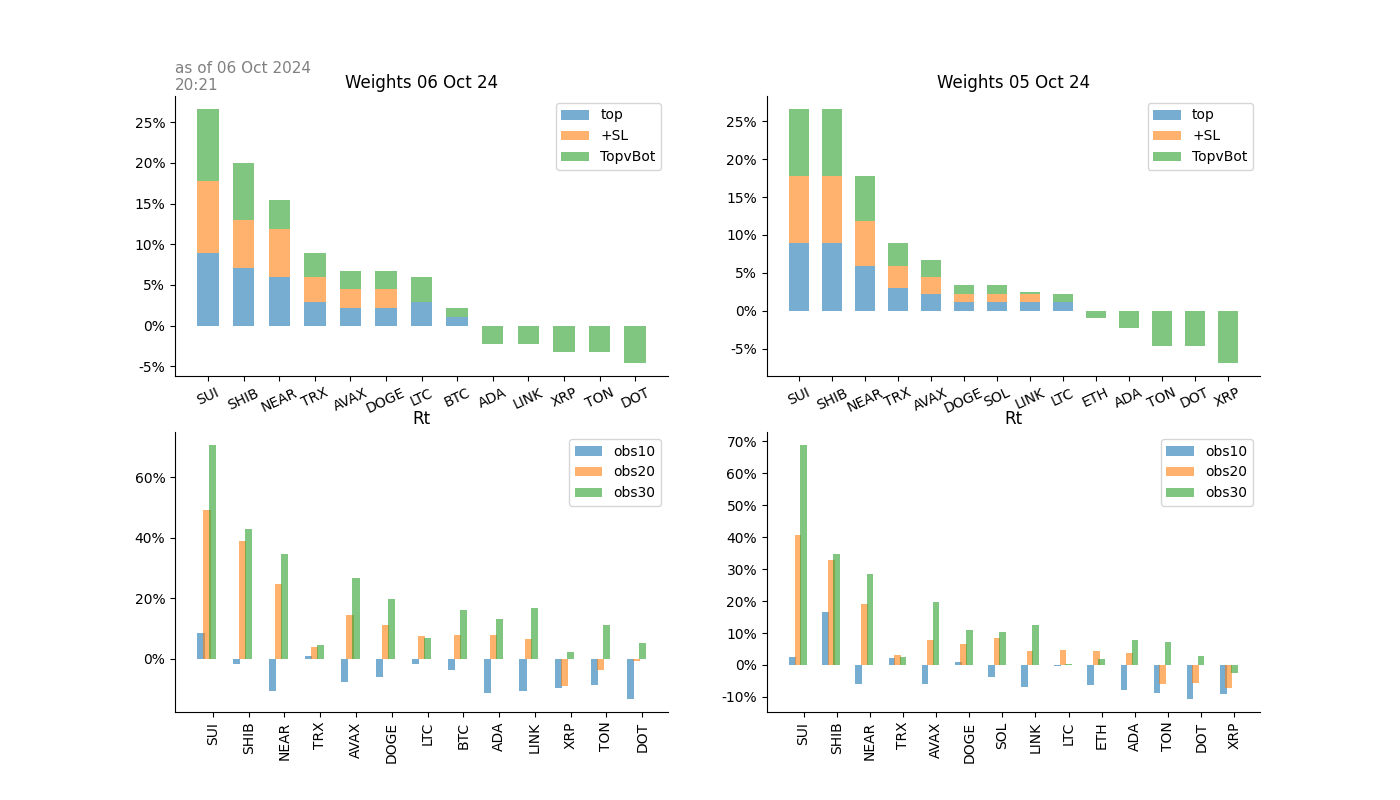 as of 06 Oct 2024
20:21
Weights 06 Oct 24
25%
20%
15%
10%
5%
0%
-5%
top
+SL
TopvBot
SUI SHIB NEAR TRX AVAX DOGE LTC BTC ADA LINK XRP TON DOT
Weights 05 Oct 24
25%
20%
15%
10%
5%
0%
-5%
top
+SL
TopvBot
SUI SHIB NEAR TRX AVAX DOGE SOL LINK LTC ETH ADA TON DOT XRP
Rt
60%
40%
20%
0%
obs10
obs20
obs30
SUI SHIB NEAR TRX AVAX DOGE LTC BTC ADA LINK XRP TON DOT
Rt
70%
60%
50%
40%
30%
20%
10%
0%
-10%
obs10
obs20
obs30
SUI SHIB NEAR TRX AVAX DOGE SOL LINK LTC ETH ADA TON DOT XRP